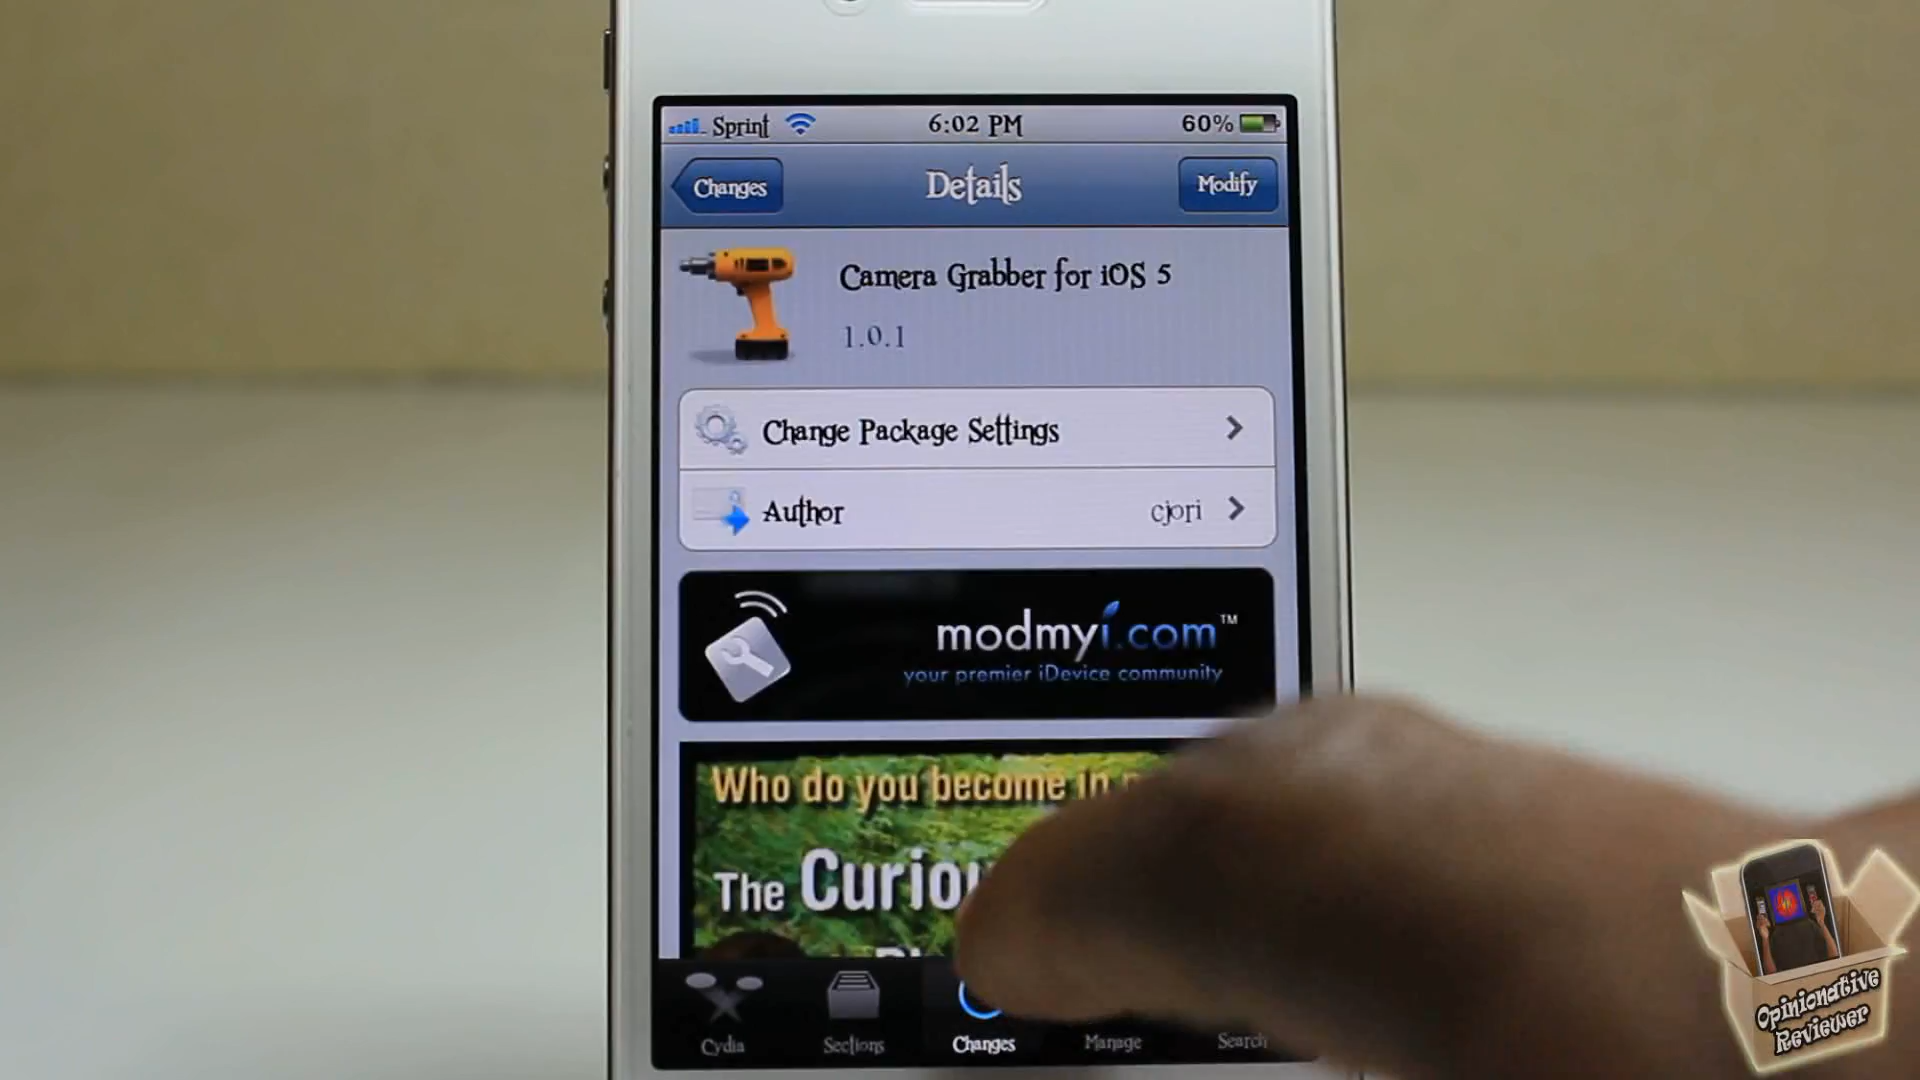 Sprint 6:02 PM 60%
Changes Details Modify
Camera Grabber for iOS 5
1.0.1
Change Package Settings
Author cjori
modmyi.com™
your premier iDevice community
Who do you become in
The
Cydia Sections Changes Manage Search
Opinionative
Reviewer